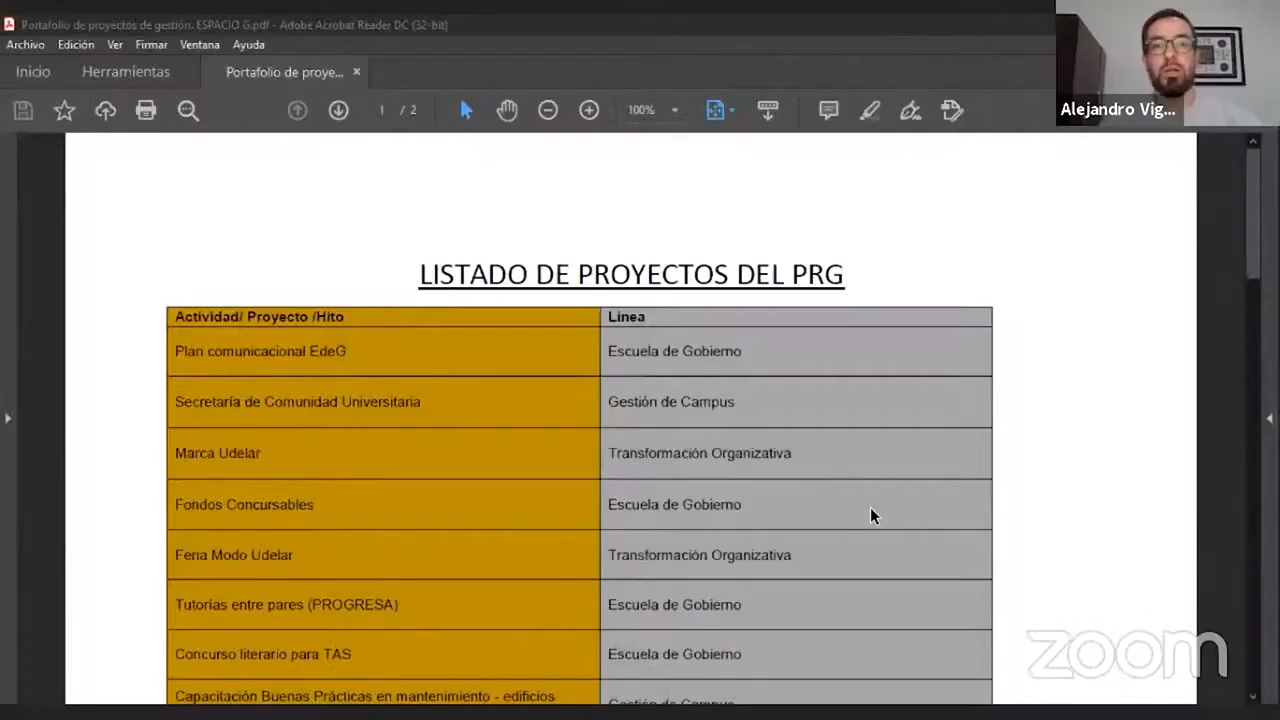 Portafolio de proyectos de gestión. ESPACIO G.pdf - Adobe Acrobat Reader DC (32-bit)
Archivo Edición Ver Firmar Ventana Ayuda
Inicio Herramientas Portafolio de proye... ×
1 / 2 100%
Alejandro Vig...
LISTADO DE PROYECTOS DEL PRG
Actividad/ Proyecto /Hito Linea
Plan comunicacional EdeG Escuela de Gobierno
Secretaría de Comunidad Universitaria Gestión de Campus
Marca Udelar Transformación Organizativa
Fondos Concursables Escuela de Gobierno
Feria Modo Udelar Transformación Organizativa
Tutorías entre pares (PROGRESA) Escuela de Gobierno
Concurso literario para TAS Escuela de Gobierno
Capacitación Buenas Prácticas en mantenimiento - edificios Gestión de Campus
zoom